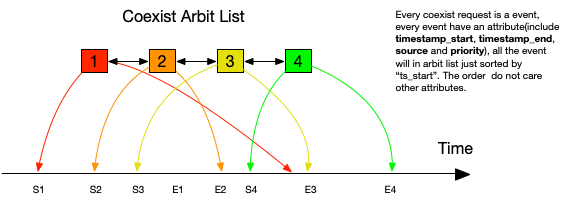 Coexist Arbit List
Every coexist request is a event,
every event have an attribute(include
timestamp_start, timestamp_end,
source and priority), all the event
will in arbit list just sorted by
“ts_start”. The order  do not care
other attributes.
1 2 3 4
Time
S1 S2 S3 E1 E2 S4 E3 E4